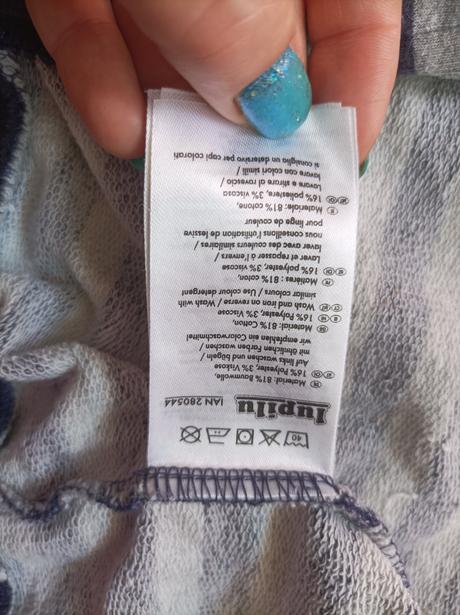 40
lupilu IAN 280544
Material: 81% Baumwolle,
16% Polyester, 3% Viskose
Auf links waschen und bügeln /
mit ähnlichen Farben waschen /
wir empfehlen Colorwaschmittel
Material: 81% Cotton,
16% Polyester, 3% Viscose
Wash and iron on reverse / Wash with
similar colours / Use colour detergent
Matières : 81% coton,
16% polyester, 3% viscose
Laver et repasser à l'envers /
laver avec des couleurs similaires /
nous conseillons l'utilisation de lessive
pour linge de couleur
Materiale: 81% cotone,
16% poliestere, 3% viscosa
Lavare e stirare al rovescio /
lavare con colori simili /
si consiglia un detersivo per capi colorati